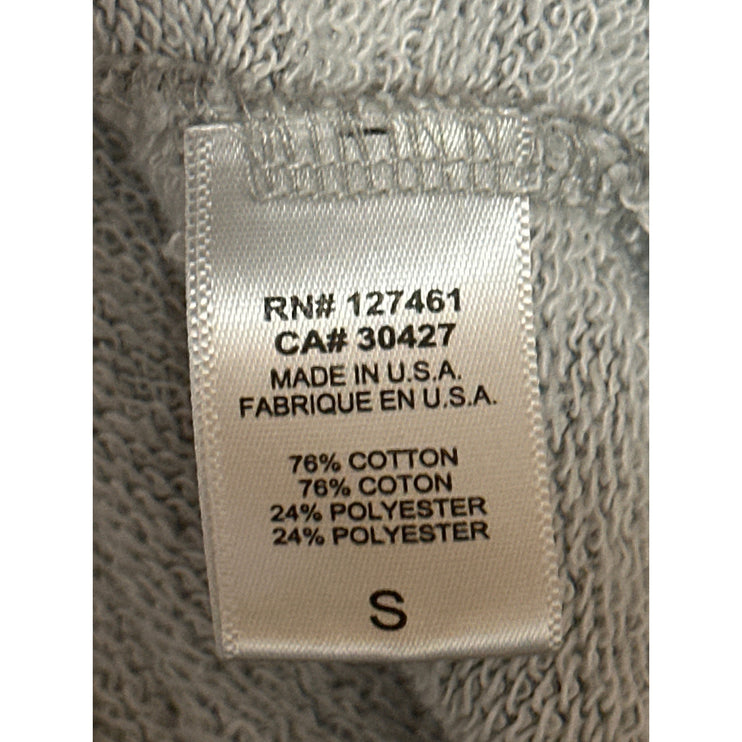 RN# 127461
CA# 30427
MADE IN U.S.A.
FABRIQUE EN U.S.A.
76% COTTON
76% COTON
24% POLYESTER
24% POLYESTER
S